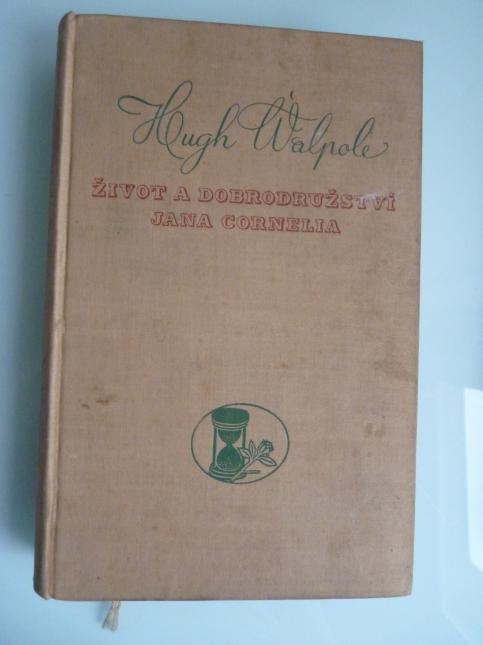 Hugh Walpole
ŽIVOT A DOBRODRUŽSTVÍ
JANA CORNELIA